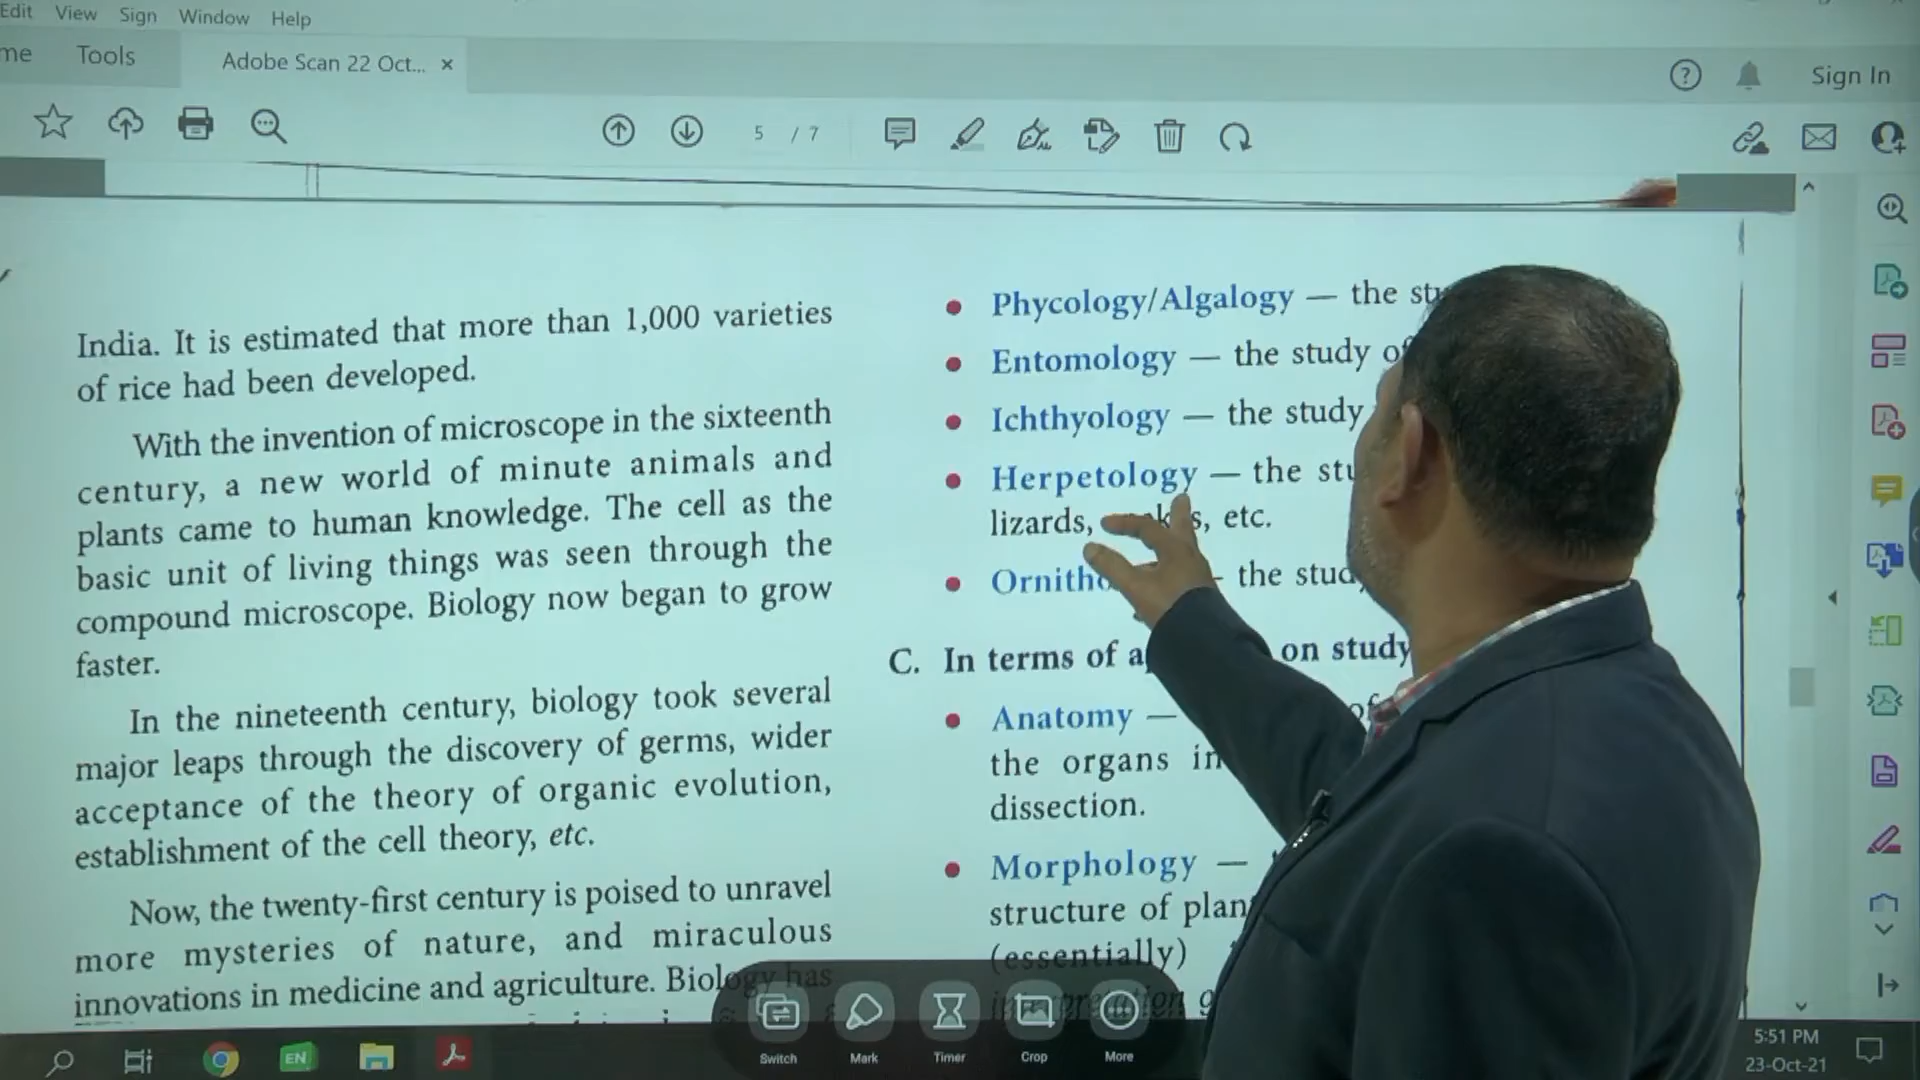 Edit View Sign Window Help
me Tools Adobe Scan 22 Oct... ×
Sign In
5 / 7
India. It is estimated that more than 1,000 varieties
of rice had been developed.
With the invention of microscope in the sixteenth
century, a new world of minute animals and
plants came to human knowledge. The cell as the
basic unit of living things was seen through the
compound microscope. Biology now began to grow
faster.
In the nineteenth century, biology took several
major leaps through the discovery of germs, wider
acceptance of the theory of organic evolution,
establishment of the cell theory, etc.
Now, the twenty-first century is poised to unravel
more mysteries of nature, and miraculous
innovations in medicine and agriculture. Biology has
• Phycology/Algalogy — the
• Entomology — the study of
• Ichthyology — the study
• Herpetology — the
lizards, etc.
• — the
C. In terms of on study
• Anatomy — of
the organs in
dissection.
• Morphology —
structure of
(essentially)
Switch Mark Timer Crop More
EN
5:51 PM
23-Oct-21